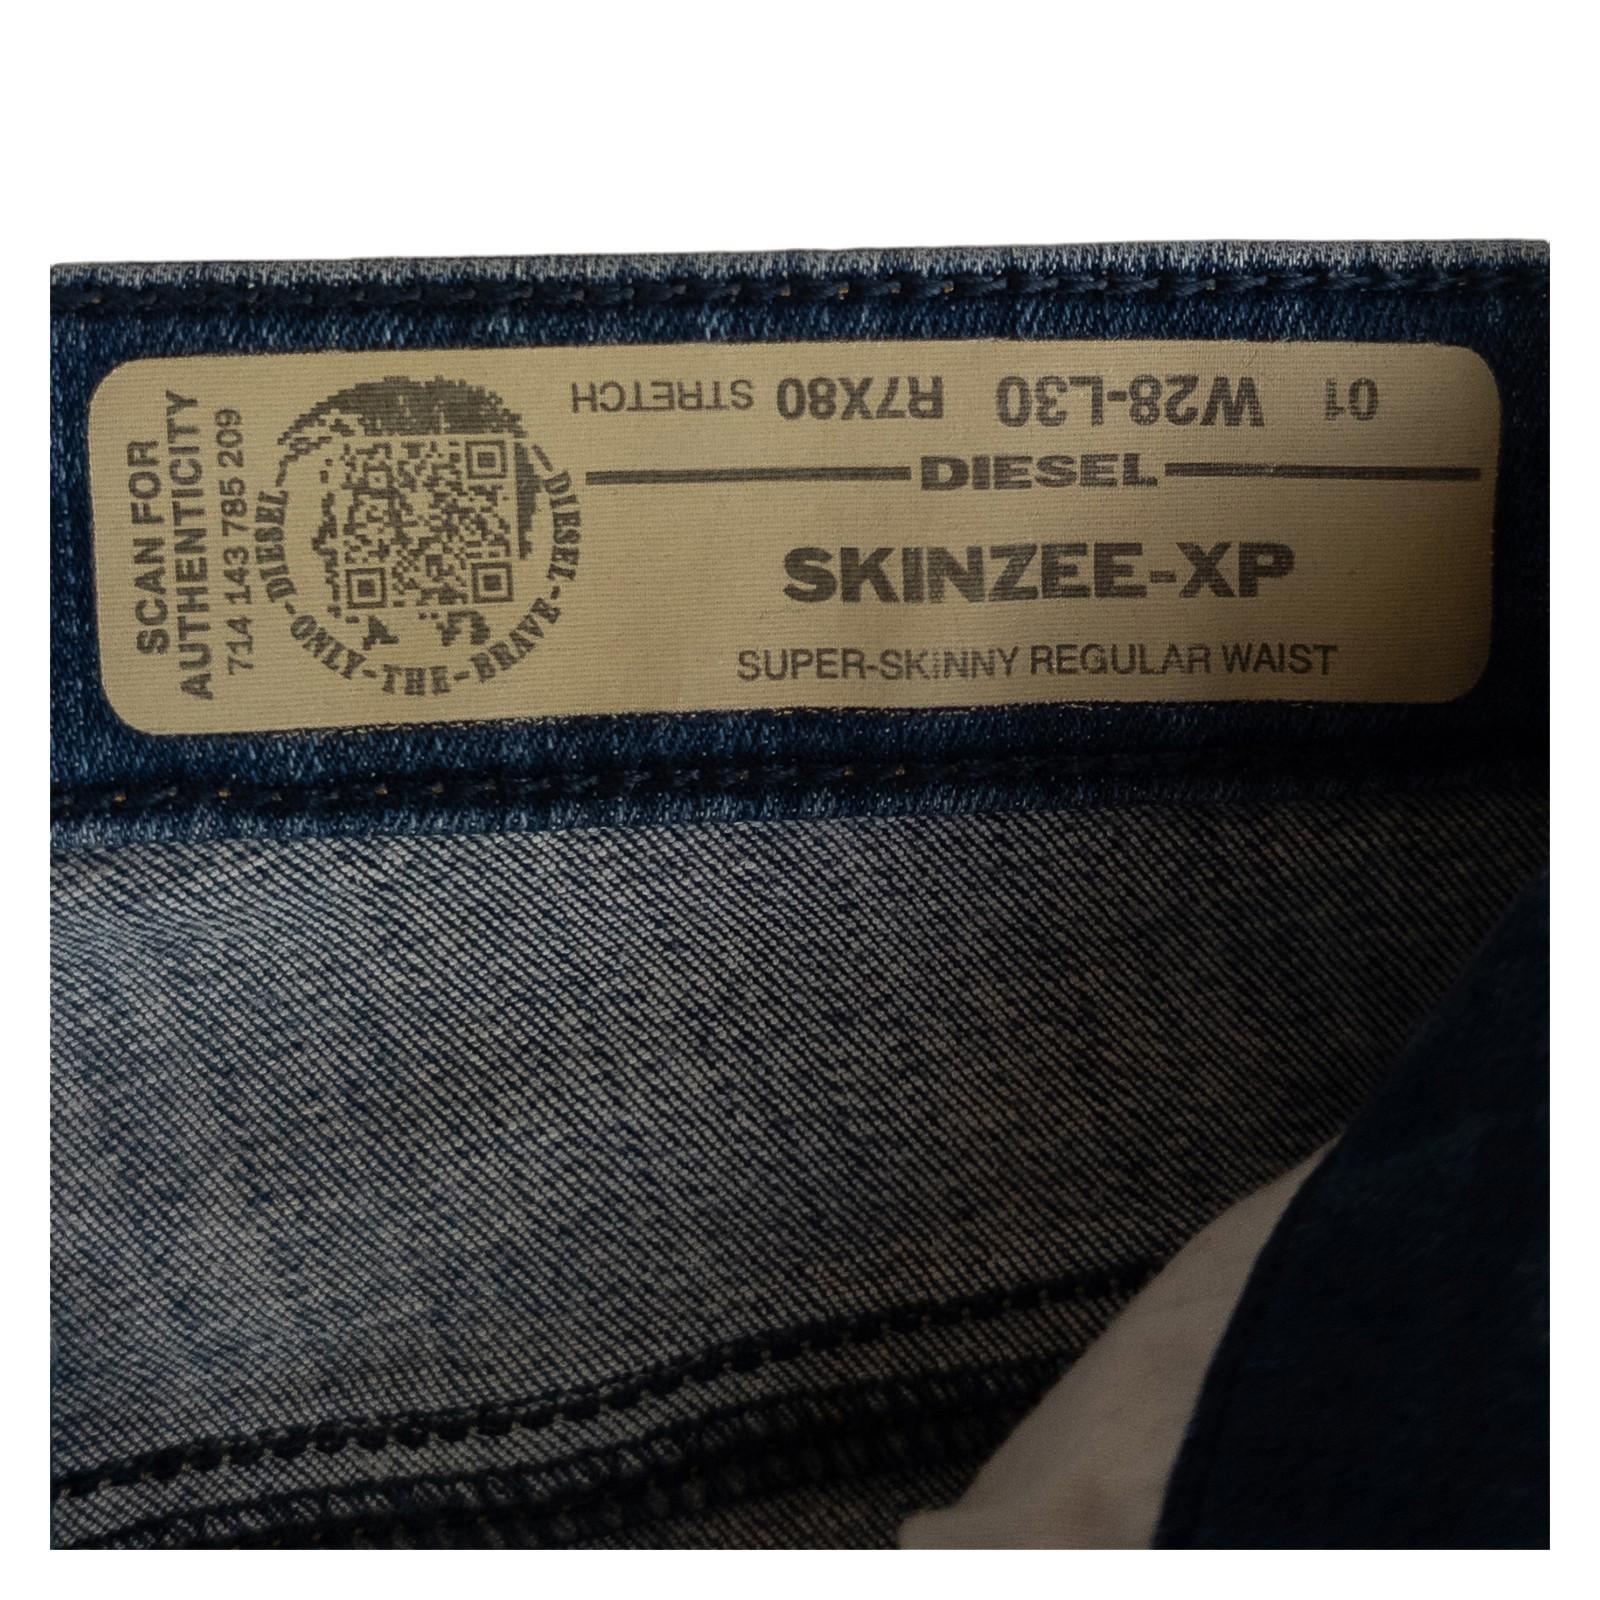 SCAN FOR
AUTHENTICITY
714 143 785 209
DIESEL-ONLY-THE-BRAVE-DIESEL-
01 W28-L30 R7X80 STRETCH
DIESEL
SKINZEE-XP
SUPER-SKINNY REGULAR WAIST